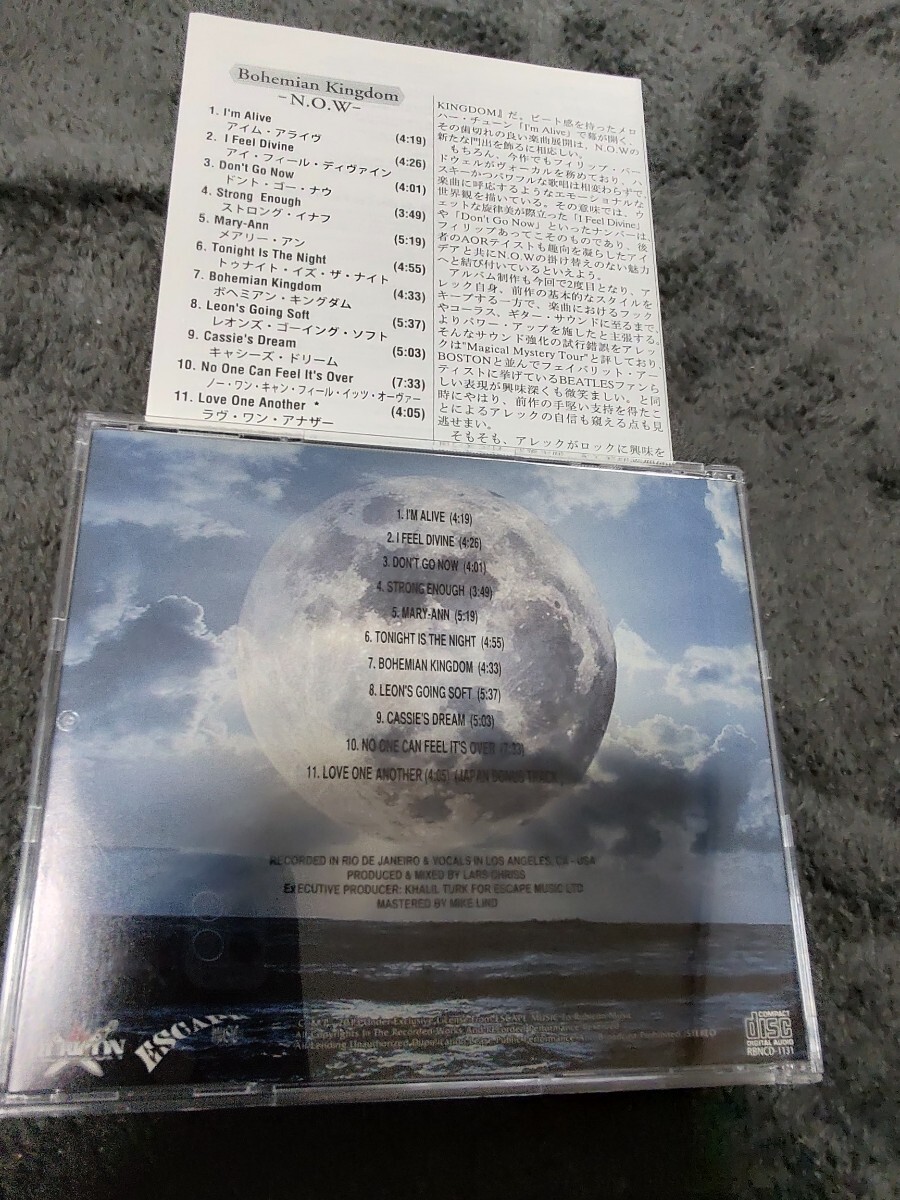 Bohemian Kingdom
-N.O.W-
1. I'm Alive
アイム・アライヴ (4:19)
2. I Feel Divine
アイ・フィール・ディヴァイン (4:26)
3. Don't Go Now
ドント・ゴー・ナウ (4:01)
4. Strong Enough
ストロング・イナフ (3:49)
5. Mary-Ann
メアリー・アン (5:19)
6. Tonight Is The Night
トゥナイト・イズ・ザ・ナイト (4:55)
7. Bohemian Kingdom
ボヘミアン・キングダム (4:33)
8. Leon's Going Soft
レオンズ・ゴーイング・ソフト (5:37)
9. Cassie's Dream
キャシーズ・ドリーム (5:03)
10. No One Can Feel It's Over
ノー・ワン・キャン・フィール・イッツ・オーヴァー (7:33)
11. Love One Another *
ラヴ・ワン・アナザー (4:05)
KINGDOM』だ。ビート感を持ったメロ
ハー・チューン「I'm Alive」で幕が開く。
その歯切れの良い楽曲展開は、N.O.Wの
新たな門出を飾るに相応しい。
もちろん、今作でもフィリップ・バー
ドウェルがヴォーカルを務めており、ハ
スキーかつパワフルな歌唱は相変わらずで、
楽曲に呼応するようなエモーショナルな
世界観を描いている。その意味では、ウ
ェットな旋律美が際立った「I Feel Divine」
や「Don't Go Now」といったナンバーは、
フィリップあってこそのものであり、後
者のAORテイストも趣向を凝らしたアイ
デアと共にN.O.Wの掛け替えのない魅力
へと結び付いているといえよう。
アルバム制作も今回で2度目となり、ア
レック自身、前作の基本的なスタイルを
キープする一方で、楽曲におけるフック
やコーラス、ギター・サウンドに至るまで、
よりパワー・アップを施したと主張する。
そんなサウンド強化の試行錯誤をアレッ
クは"Magical Mystery Tour"と評しており、
BOSTONと並んでフェイバリット・アー
ティストに挙げているBEATLESファンら
しい表現が興味深くも微笑ましい。と同
時にやはり、前作の手堅い支持を得たこ
とによるアレックの自信も窺える点も見
逃せまい。
そもそも、アレックがロックに興味を
1. I'M ALIVE (4:19)
2. I FEEL DIVINE (4:26)
3. DON'T GO NOW (4:01)
4. STRONG ENOUGH (3:49)
5. MARY-ANN (5:19)
6. TONIGHT IS THE NIGHT (4:55)
7. BOHEMIAN KINGDOM (4:33)
8. LEON'S GOING SOFT (5:37)
9. CASSIE'S DREAM (5:03)
10. NO ONE CAN FEEL IT'S OVER (7:33)
11. LOVE ONE ANOTHER (4:05) (JAPAN BONUS TRACK)
RECORDED IN RIO DE JANEIRO & VOCALS IN LOS ANGELES, CA - USA
PRODUCED & MIXED BY LARS CHRISS
EXECUTIVE PRODUCER: KHALIL TURK FOR ESCAPE MUSIC LTD
MASTERED BY MIKE LIND
ESCAPE
MUSIC
COMPACT
disc
DIGITAL AUDIO
RBNCD-1131